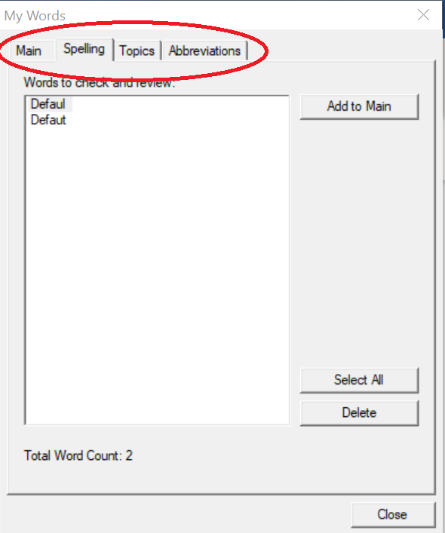 My Words
Main Spelling Topics Abbreviations
Words to check and review:
Defaul
Defaut
Add to Main
Select All
Delete
Total Word Count: 2
Close